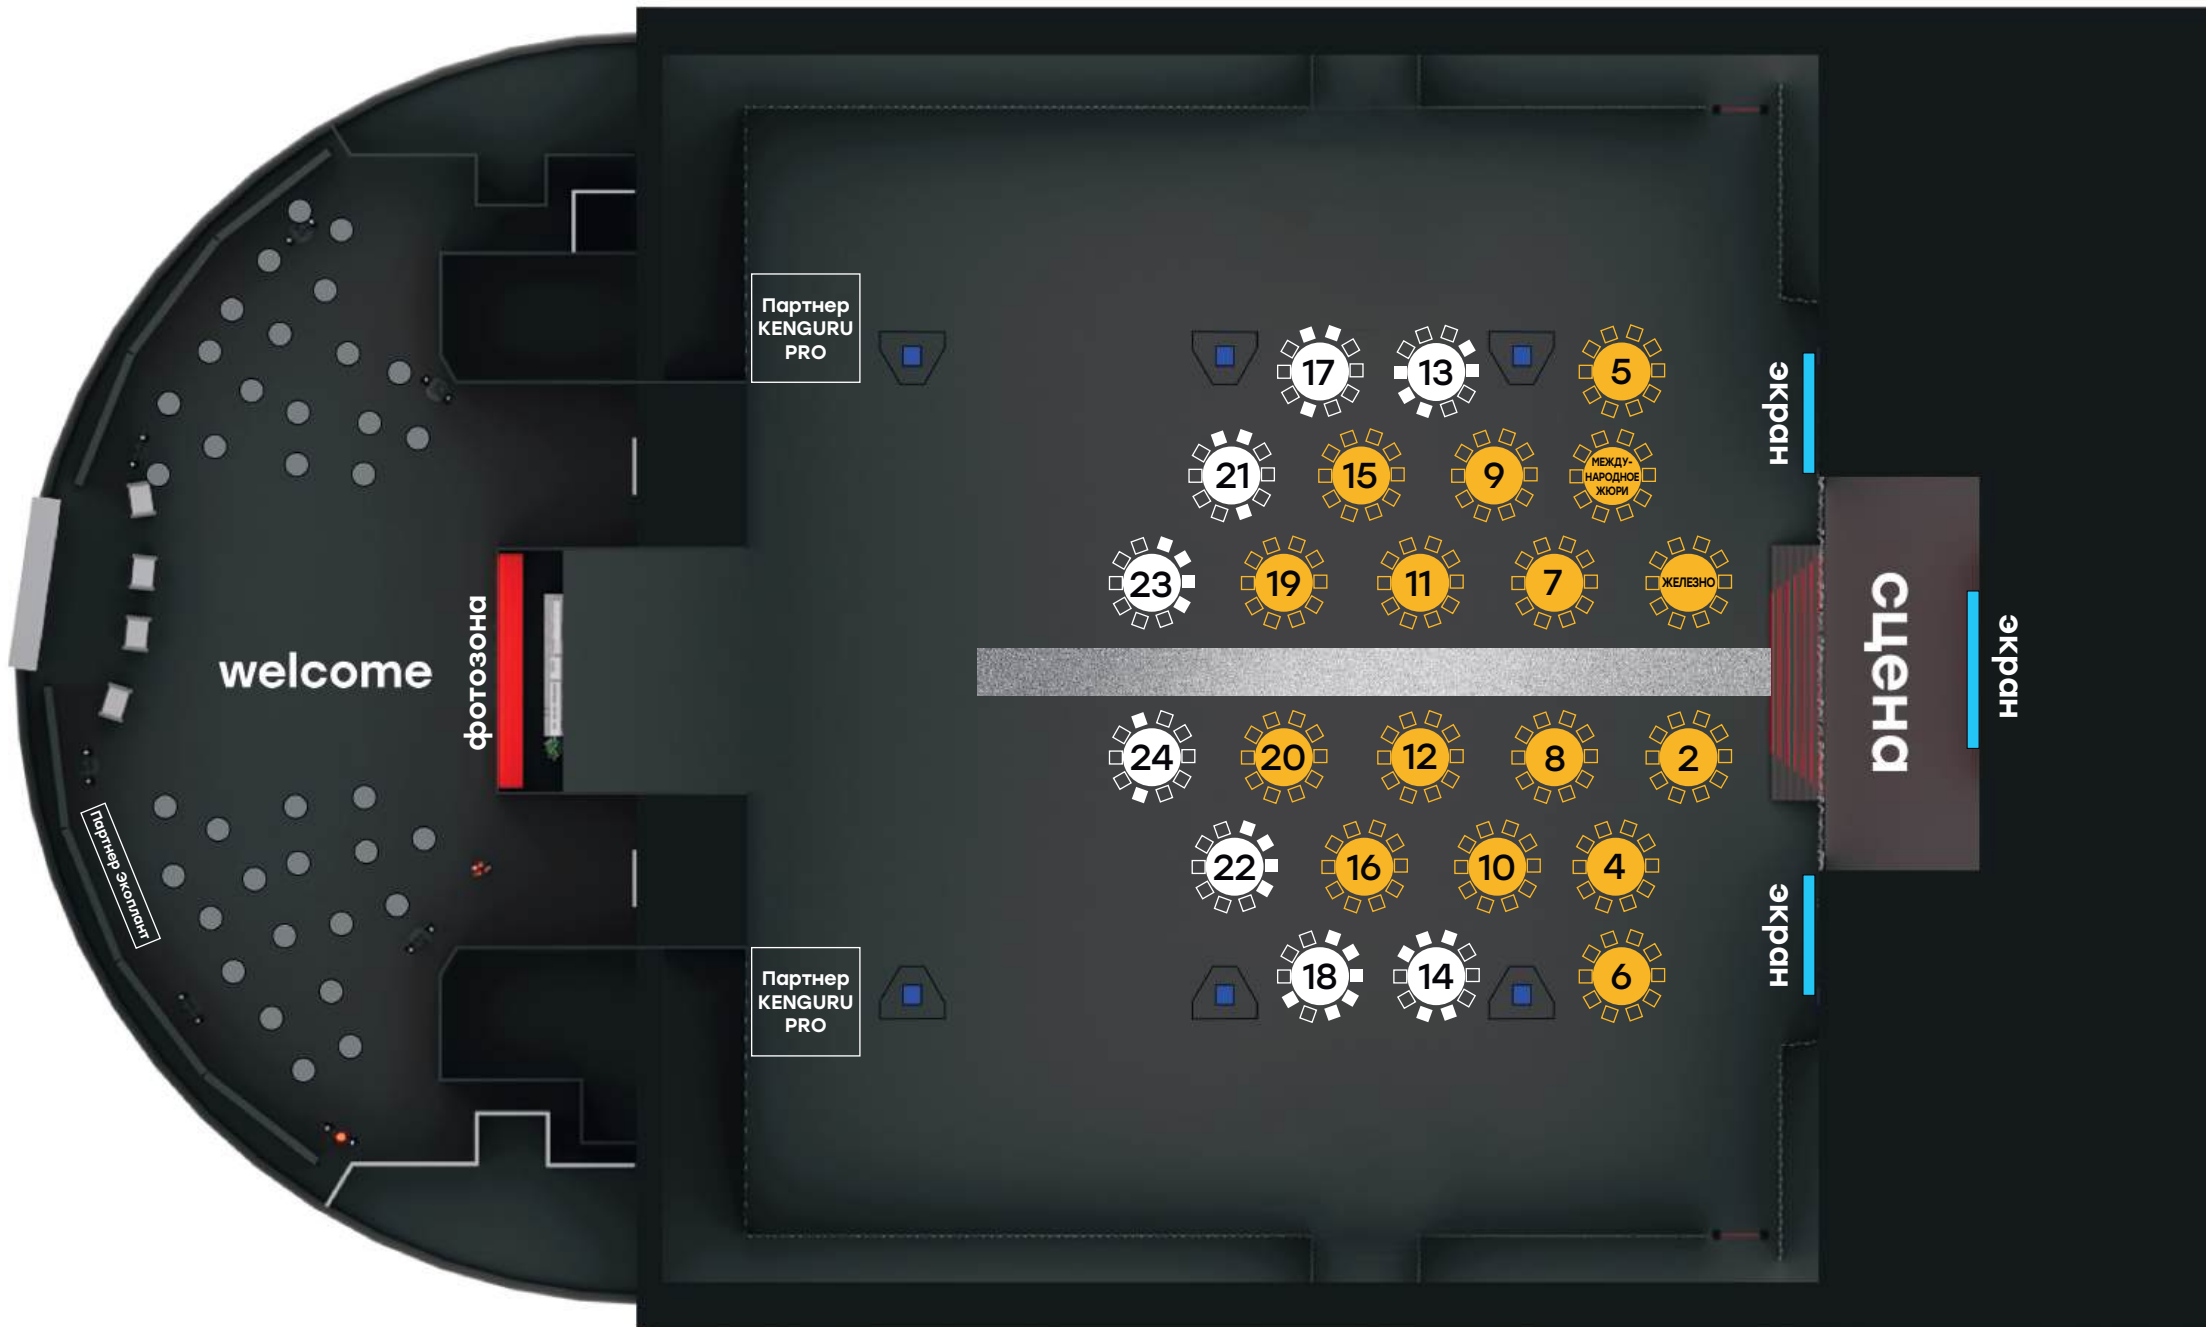 Партнер
KENGURU
PRO
17
13
5
экран
21
15
9
МЕЖДУ-
НАРОДНОЕ
ЖЮРИ
23
19
11
7
ЖЕЛЕЗНО
welcome
фотозона
сцена
экран
24
20
12
8
2
Партнер Экоплант
22
16
10
4
экран
18
14
6
Партнер
KENGURU
PRO